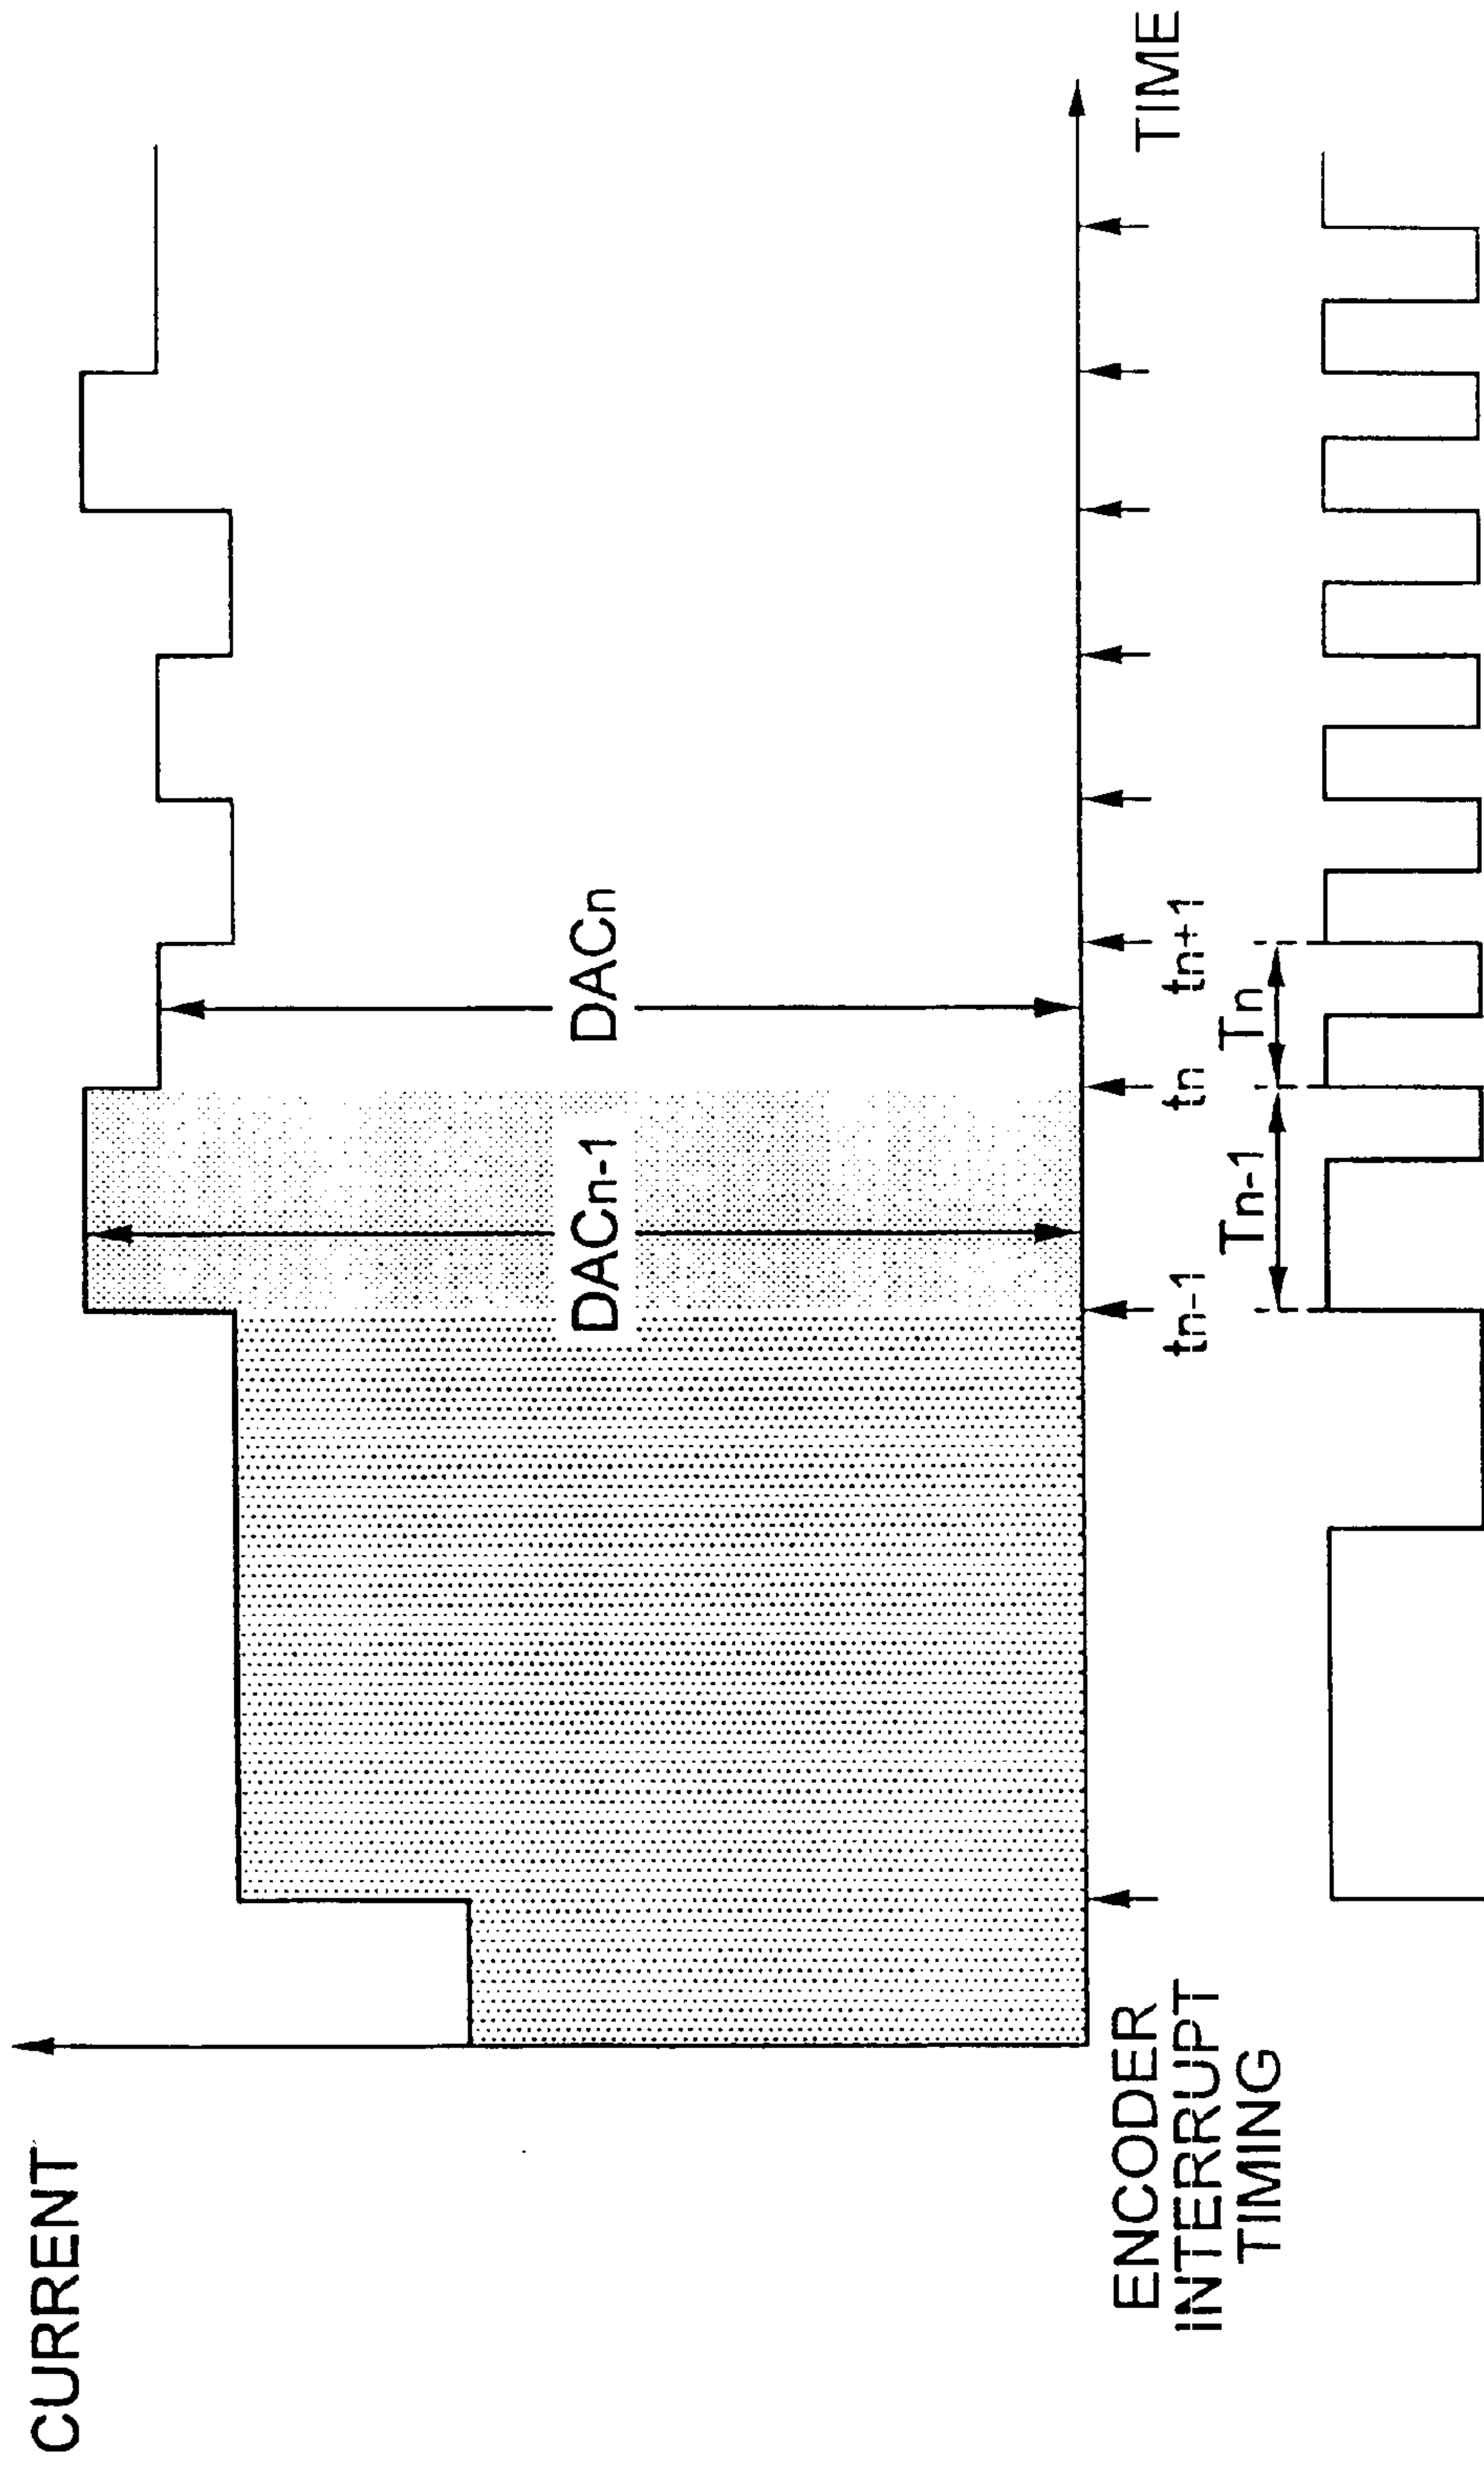 CURRENT
DACn-1
DACn
TIME
ENCODER
INTERRUPT
TIMING
tn-1
tn
tn+1
Tn-1
Tn